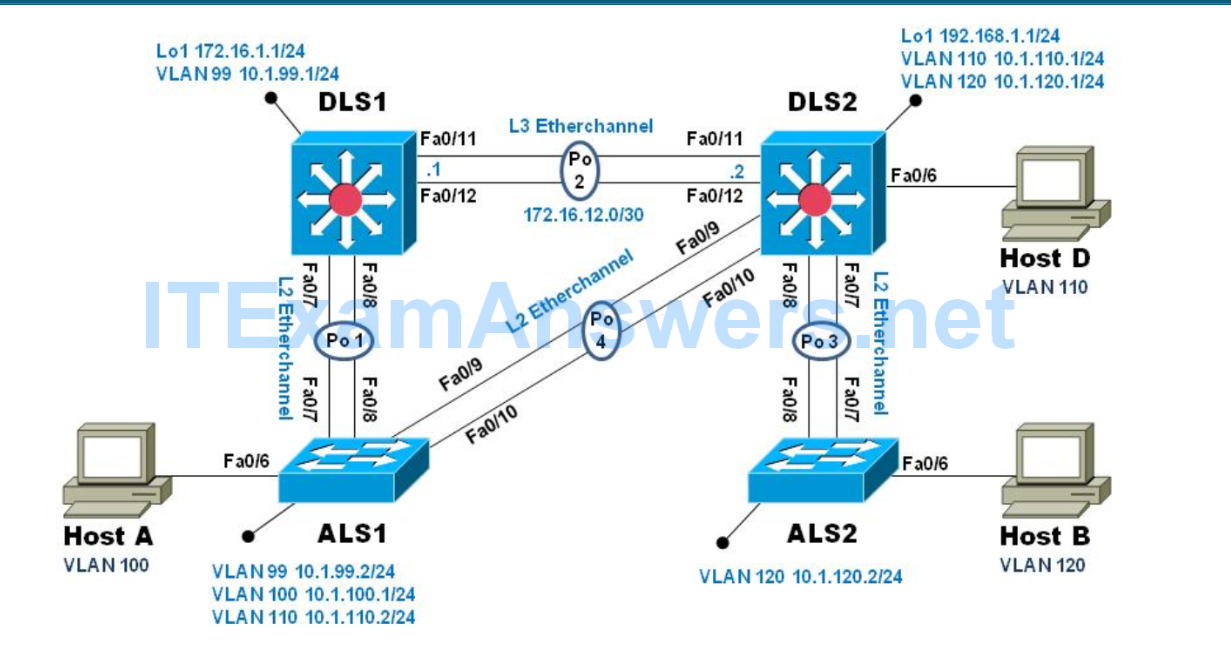 Lo1 172.16.1.1/24
VLAN 99 10.1.99.1/24
Lo1 192.168.1.1/24
VLAN 110 10.1.110.1/24
VLAN 120 10.1.120.1/24
DLS1
DLS2
L3 Etherchannel
Fa0/11
Fa0/11
Po
2
.1
.2
Fa0/12
Fa0/12
172.16.12.0/30
Fa0/6
Host D
VLAN 110
Fa0/7
Fa0/8
L2 Etherchannel
Po 1
Fa0/7
Fa0/8
Fa0/9
Fa0/10
L2 Etherchannel
Po
4
Fa0/9
Fa0/10
Fa0/8
Fa0/7
L2 Etherchannel
Po 3
Fa0/8
Fa0/7
ITExamAnswers.net
Fa0/6
Host A
VLAN 100
ALS1
VLAN 99 10.1.99.2/24
VLAN 100 10.1.100.1/24
VLAN 110 10.1.110.2/24
Fa0/6
ALS2
VLAN 120 10.1.120.2/24
Host B
VLAN 120